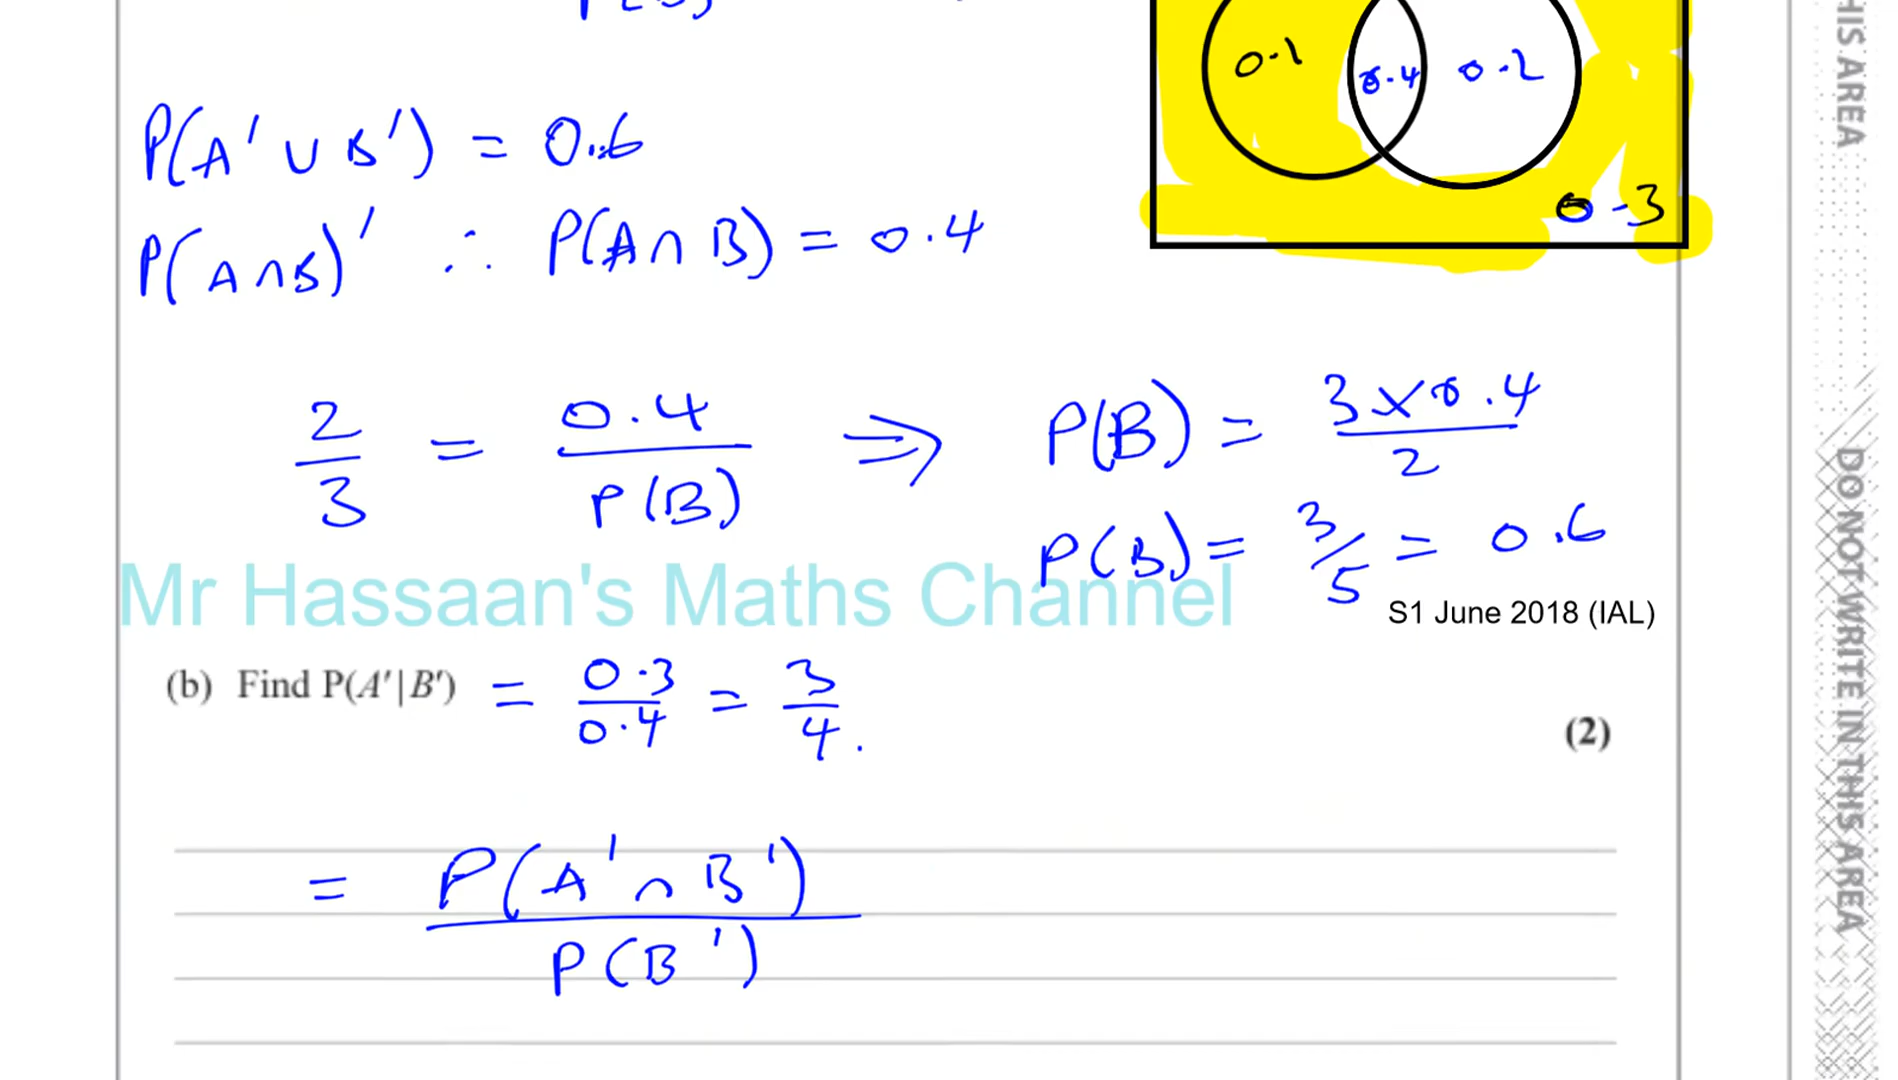 P(B)
0.1 0.4 0.2
P(A' ∪ B') = 0.6
0.3
P(A∩B)' ∴ P(A∩B) = 0.4
2/3 = 0.4/P(B) ⇒ P(B) = 3×0.4/2
P(B) = 3/5 = 0.6
Mr Hassaan's Maths Channel
S1 June 2018 (IAL)
(b) Find P(A'|B') = 0.3/0.4 = 3/4.
(2)
= P(A'∩B')/P(B')
HIS AREA
DO NOT WRITE IN THIS AREA